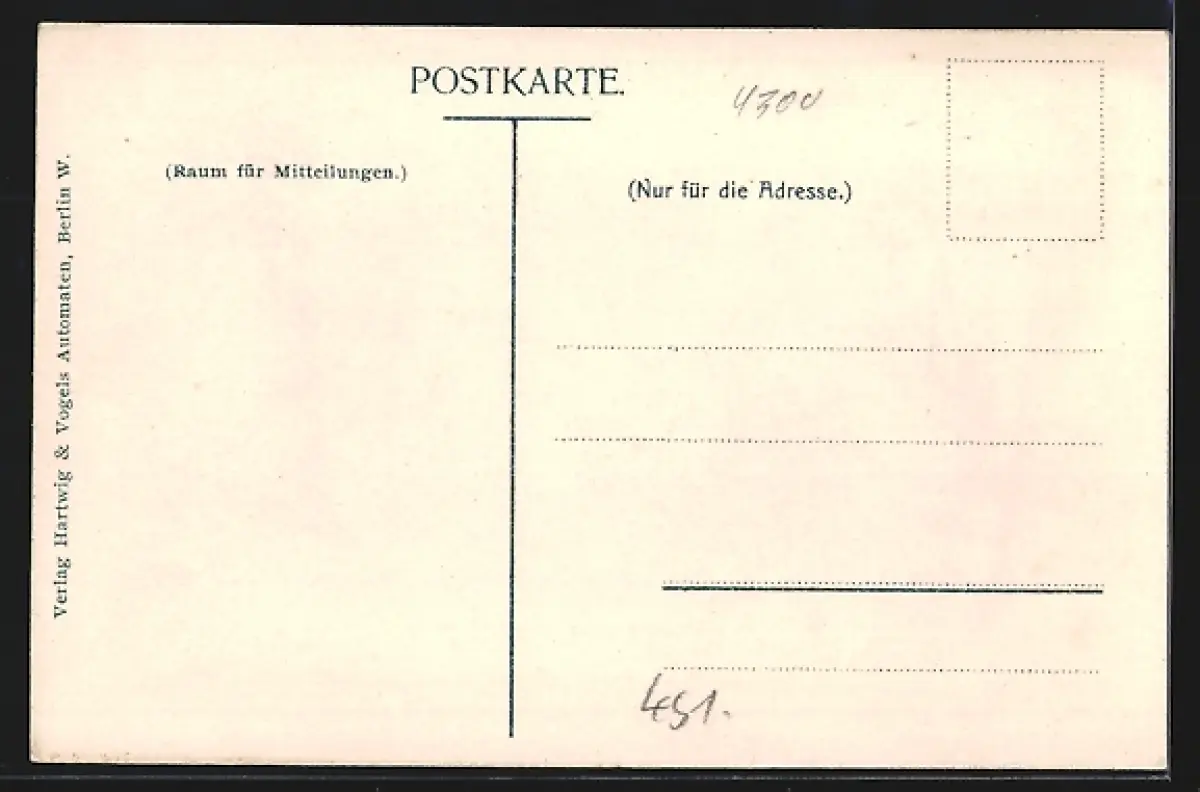 POSTKARTE.
4300
(Raum für Mitteilungen.)
(Nur für die Adresse.)
Verlag Hartwig & Vogels Automaten, Berlin W.
451.